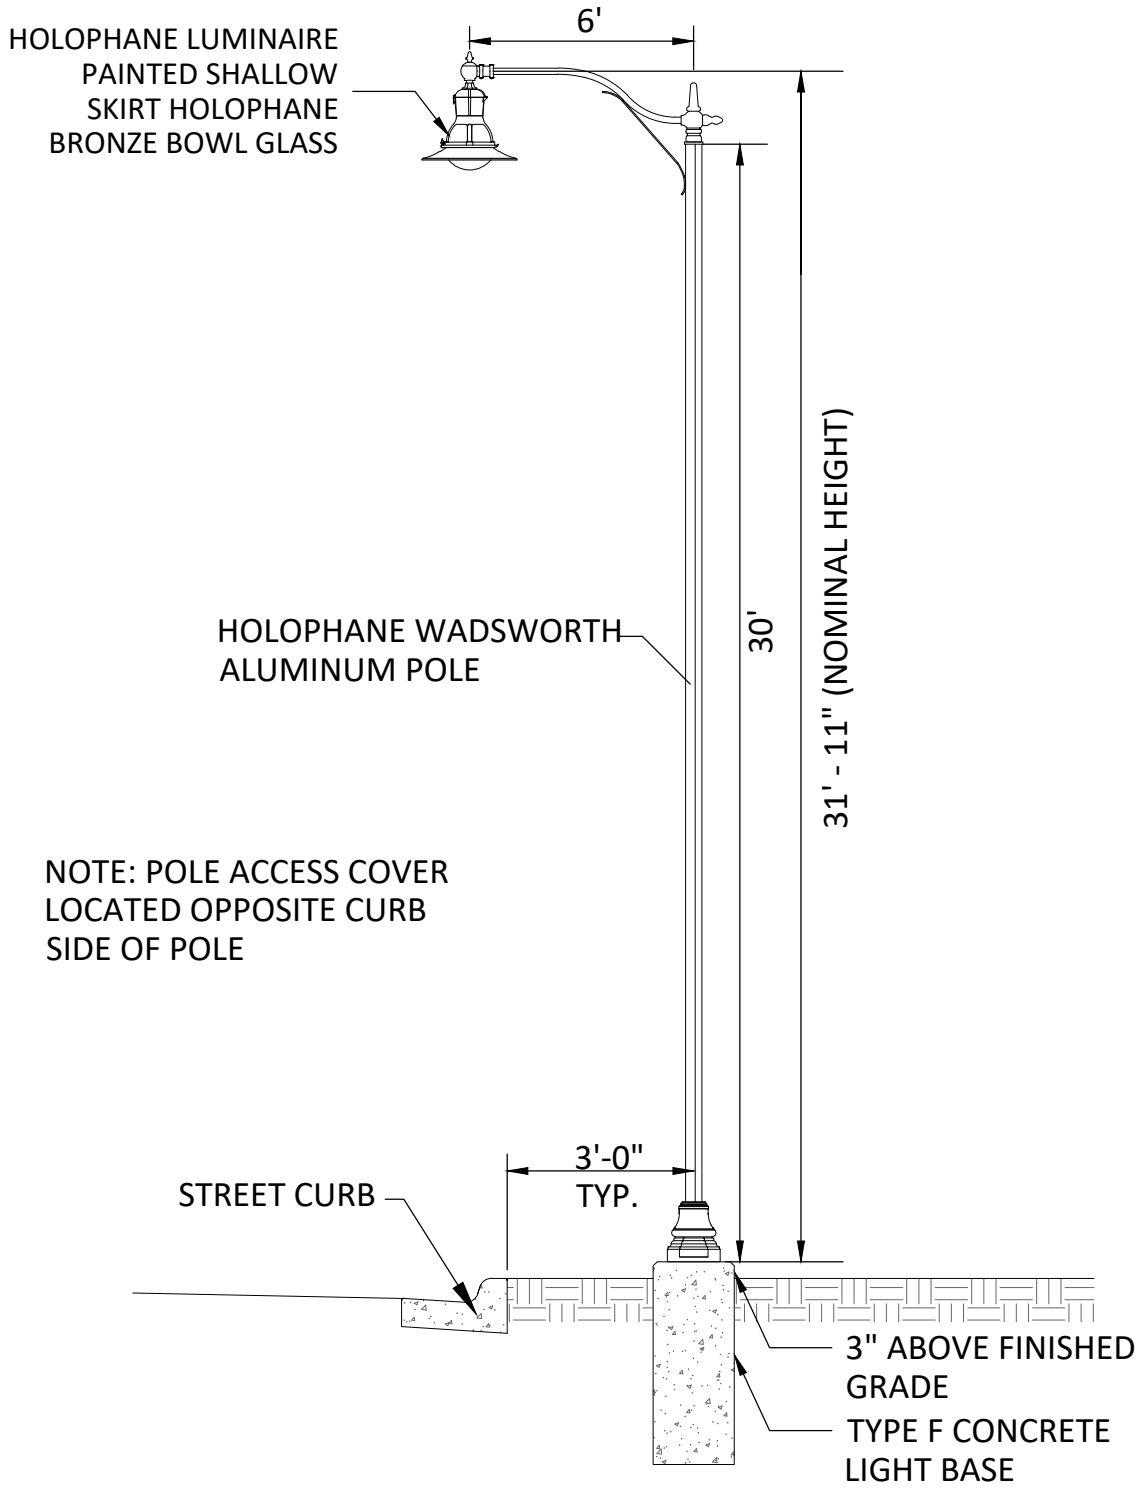 6'
HOLOPHANE LUMINAIRE
PAINTED SHALLOW
SKIRT HOLOPHANE
BRONZE BOWL GLASS
31' - 11" (NOMINAL HEIGHT)
30'
HOLOPHANE WADSWORTH
ALUMINUM POLE
NOTE: POLE ACCESS COVER
LOCATED OPPOSITE CURB
SIDE OF POLE
3'-0"
TYP.
STREET CURB
3" ABOVE FINISHED
GRADE
TYPE F CONCRETE
LIGHT BASE